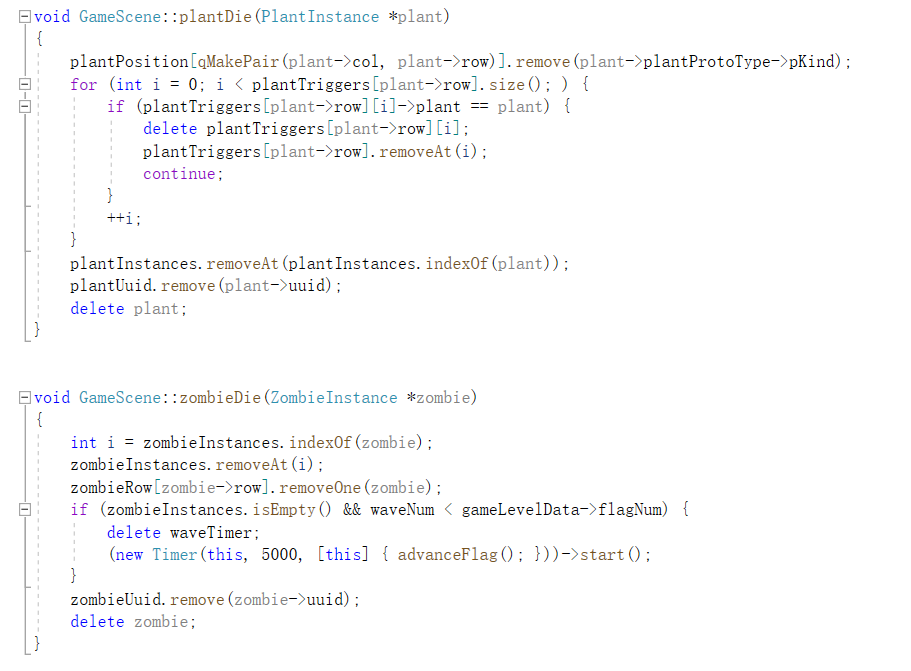 void GameScene::plantDie(PlantInstance *plant)
{
    plantPosition[qMakePair(plant->col, plant->row)].remove(plant->plantProtoType->pKind);
    for (int i = 0; i < plantTriggers[plant->row].size(); ) {
        if (plantTriggers[plant->row][i]->plant == plant) {
            delete plantTriggers[plant->row][i];
            plantTriggers[plant->row].removeAt(i);
            continue;
        }
        ++i;
    }
    plantInstances.removeAt(plantInstances.indexOf(plant));
    plantUuid.remove(plant->uuid);
    delete plant;
}
void GameScene::zombieDie(ZombieInstance *zombie)
{
    int i = zombieInstances.indexOf(zombie);
    zombieInstances.removeAt(i);
    zombieRow[zombie->row].removeOne(zombie);
    if (zombieInstances.isEmpty() && waveNum < gameLevelData->flagNum) {
        delete waveTimer;
        (new Timer(this, 5000, [this] { advanceFlag(); }))->start();
    }
    zombieUuid.remove(zombie->uuid);
    delete zombie;
}